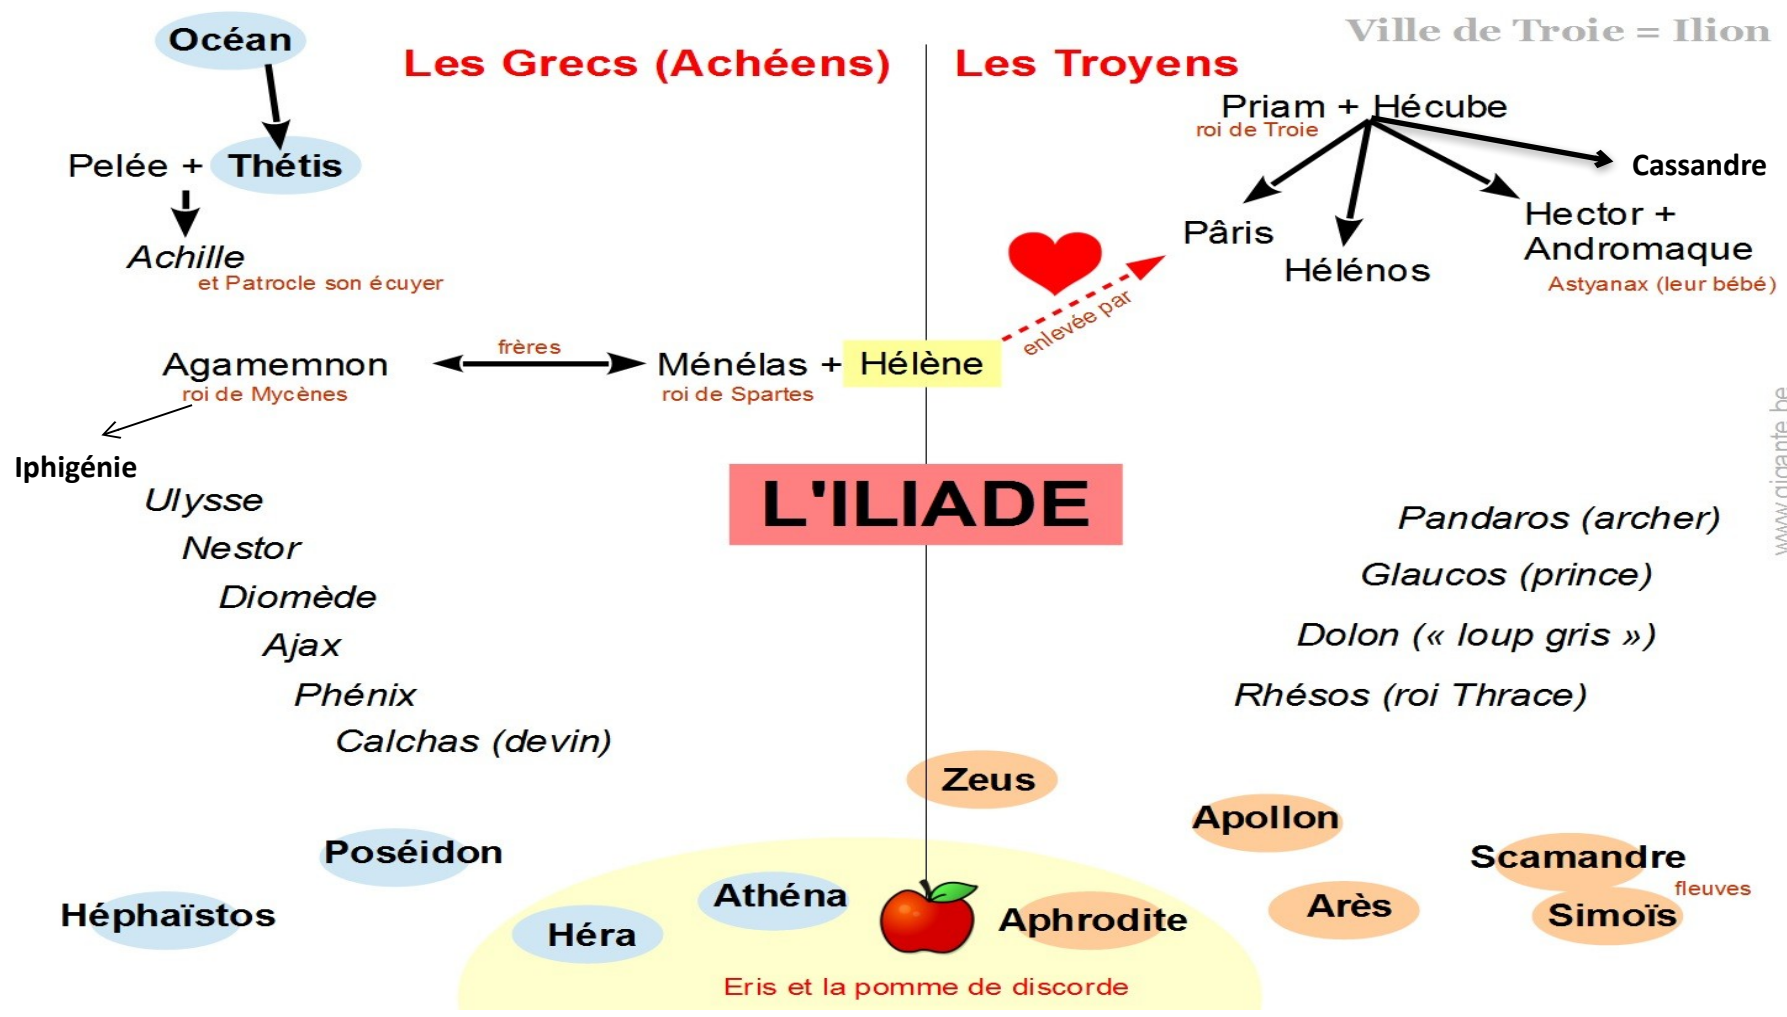 Ville de Troie = Ilion
Les Grecs (Achéens)
Les Troyens
Océan
Pelée + Thétis
Achille
et Patrocle son écuyer
Agamemnon
roi de Mycènes
frères
Ménélas + Hélène
roi de Spartes
enlevée par
Iphigénie
Ulysse
Nestor
Diomède
Ajax
Phénix
Calchas (devin)
Priam + Hécube
roi de Troie
Cassandre
Pâris
Hélénos
Hector +
Andromaque
Astyanax (leur bébé)
L'ILIADE
Pandaros (archer)
Glaucos (prince)
Dolon (« loup gris »)
Rhésos (roi Thrace)
Zeus
Poséidon
Héphaïstos
Héra
Athéna
Aphrodite
Apollon
Arès
Scamandre
fleuves
Simoïs
Eris et la pomme de discorde
www.gigante.be